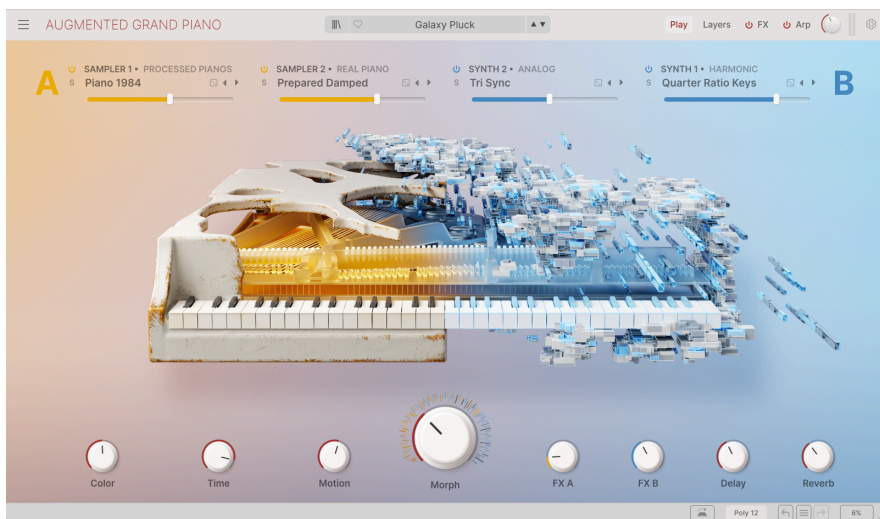 AUGMENTED GRAND PIANO
Galaxy Pluck
Play Layers FX Arp
A
SAMPLER 1 • PROCESSED PIANOS
S Piano 1984
SAMPLER 2 • REAL PIANO
S Prepared Damped
SYNTH 2 • ANALOG
S Tri Sync
SYNTH 1 • HARMONIC
S Quarter Ratio Keys
B
Color Time Motion Morph FX A FX B Delay Reverb
Poly 12 6%